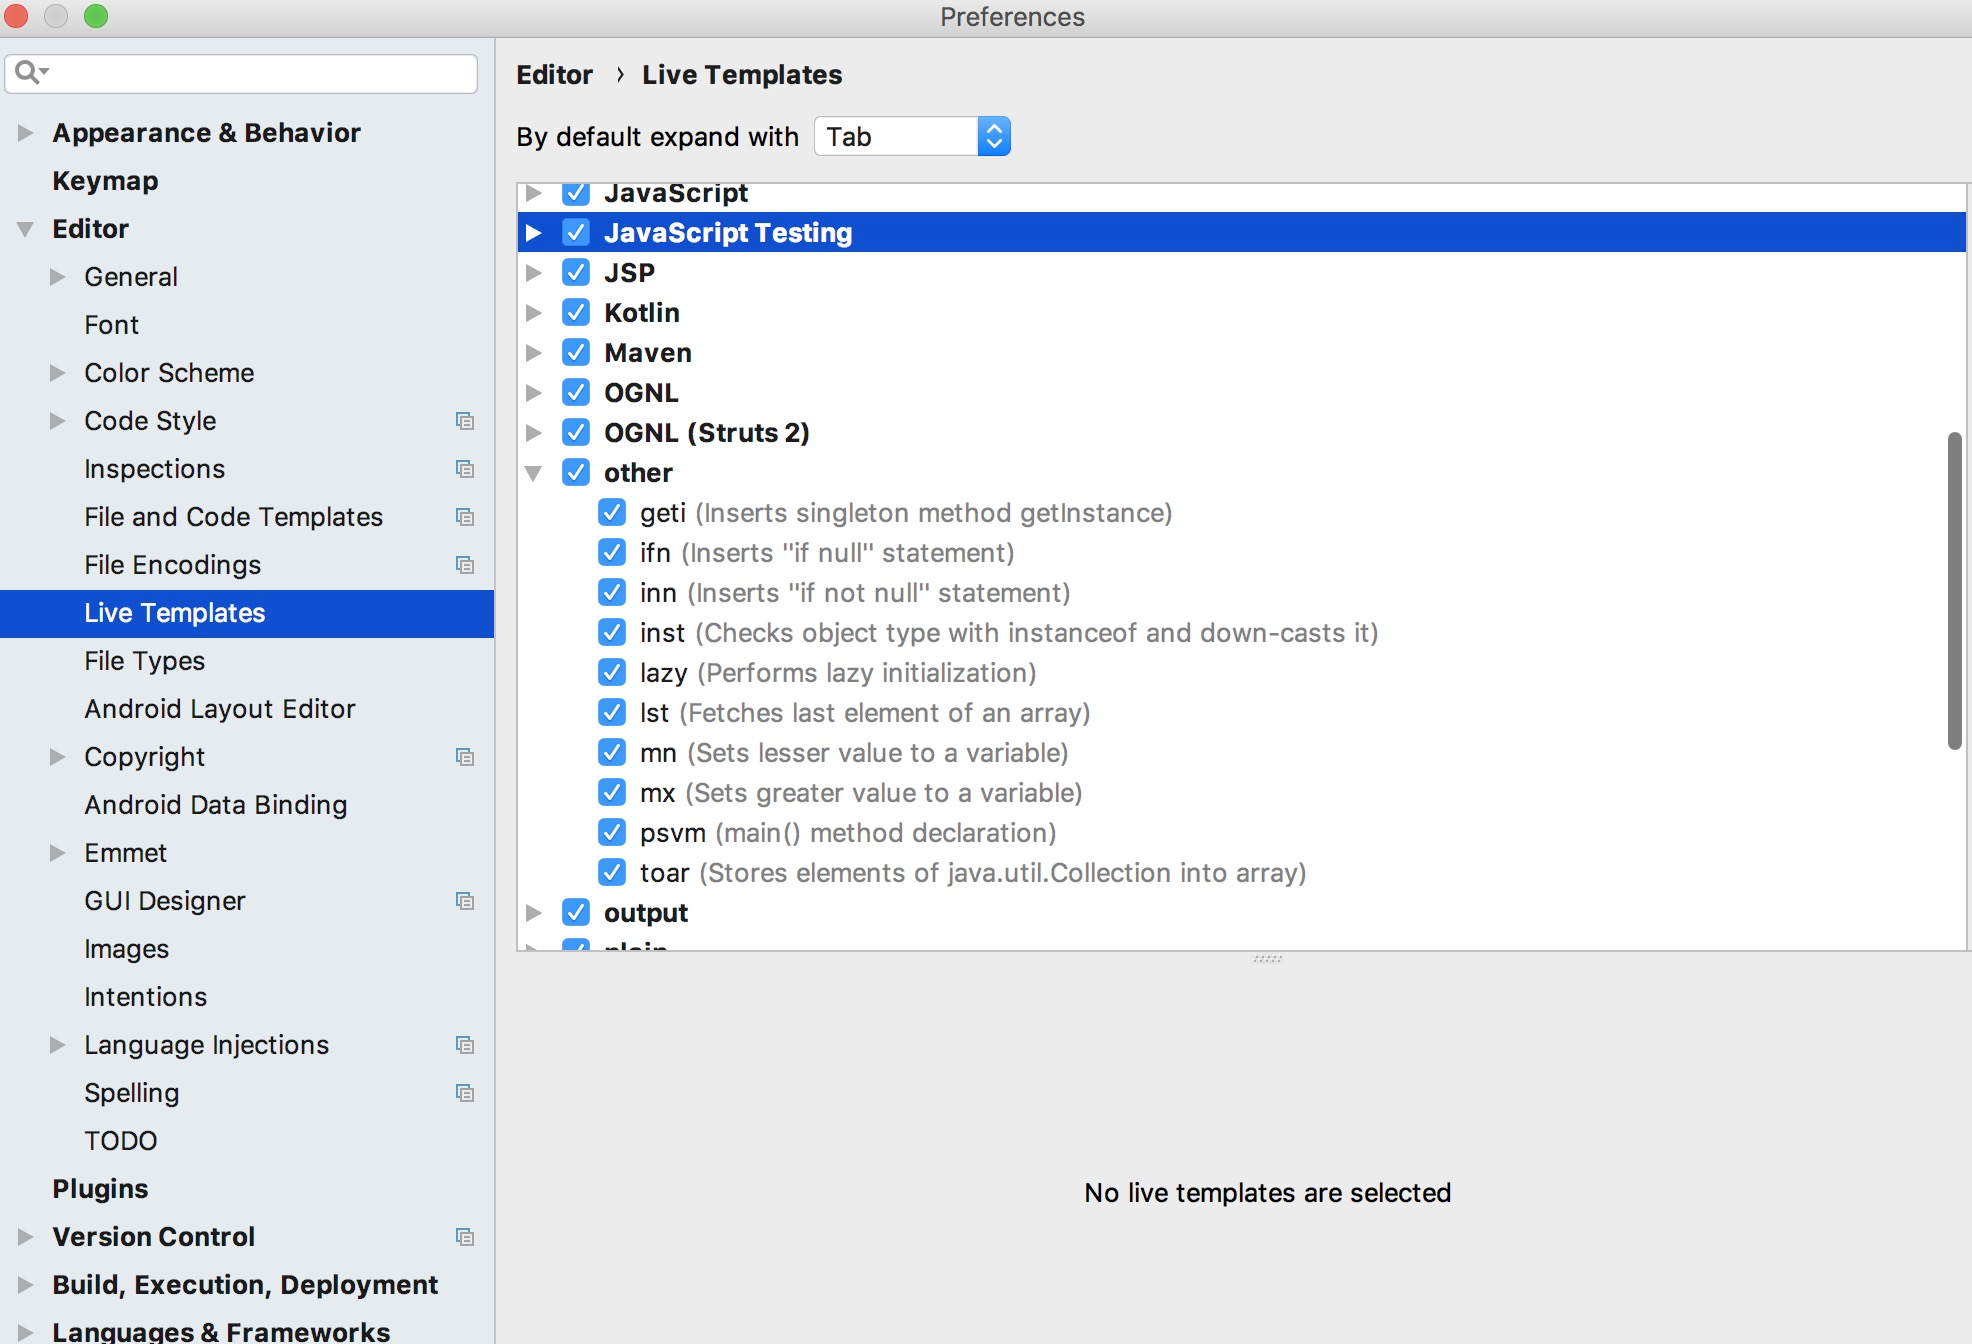 Preferences
Appearance & Behavior
Keymap
Editor
General
Font
Color Scheme
Code Style
Inspections
File and Code Templates
File Encodings
Live Templates
File Types
Android Layout Editor
Copyright
Android Data Binding
Emmet
GUI Designer
Images
Intentions
Language Injections
Spelling
TODO
Plugins
Version Control
Build, Execution, Deployment
Languages & Frameworks
Editor › Live Templates
By default expand with Tab
JavaScript
JavaScript Testing
JSP
Kotlin
Maven
OGNL
OGNL (Struts 2)
other
geti (Inserts singleton method getInstance)
ifn (Inserts "if null" statement)
inn (Inserts "if not null" statement)
inst (Checks object type with instanceof and down-casts it)
lazy (Performs lazy initialization)
lst (Fetches last element of an array)
mn (Sets lesser value to a variable)
mx (Sets greater value to a variable)
psvm (main() method declaration)
toar (Stores elements of java.util.Collection into array)
output
plain
No live templates are selected